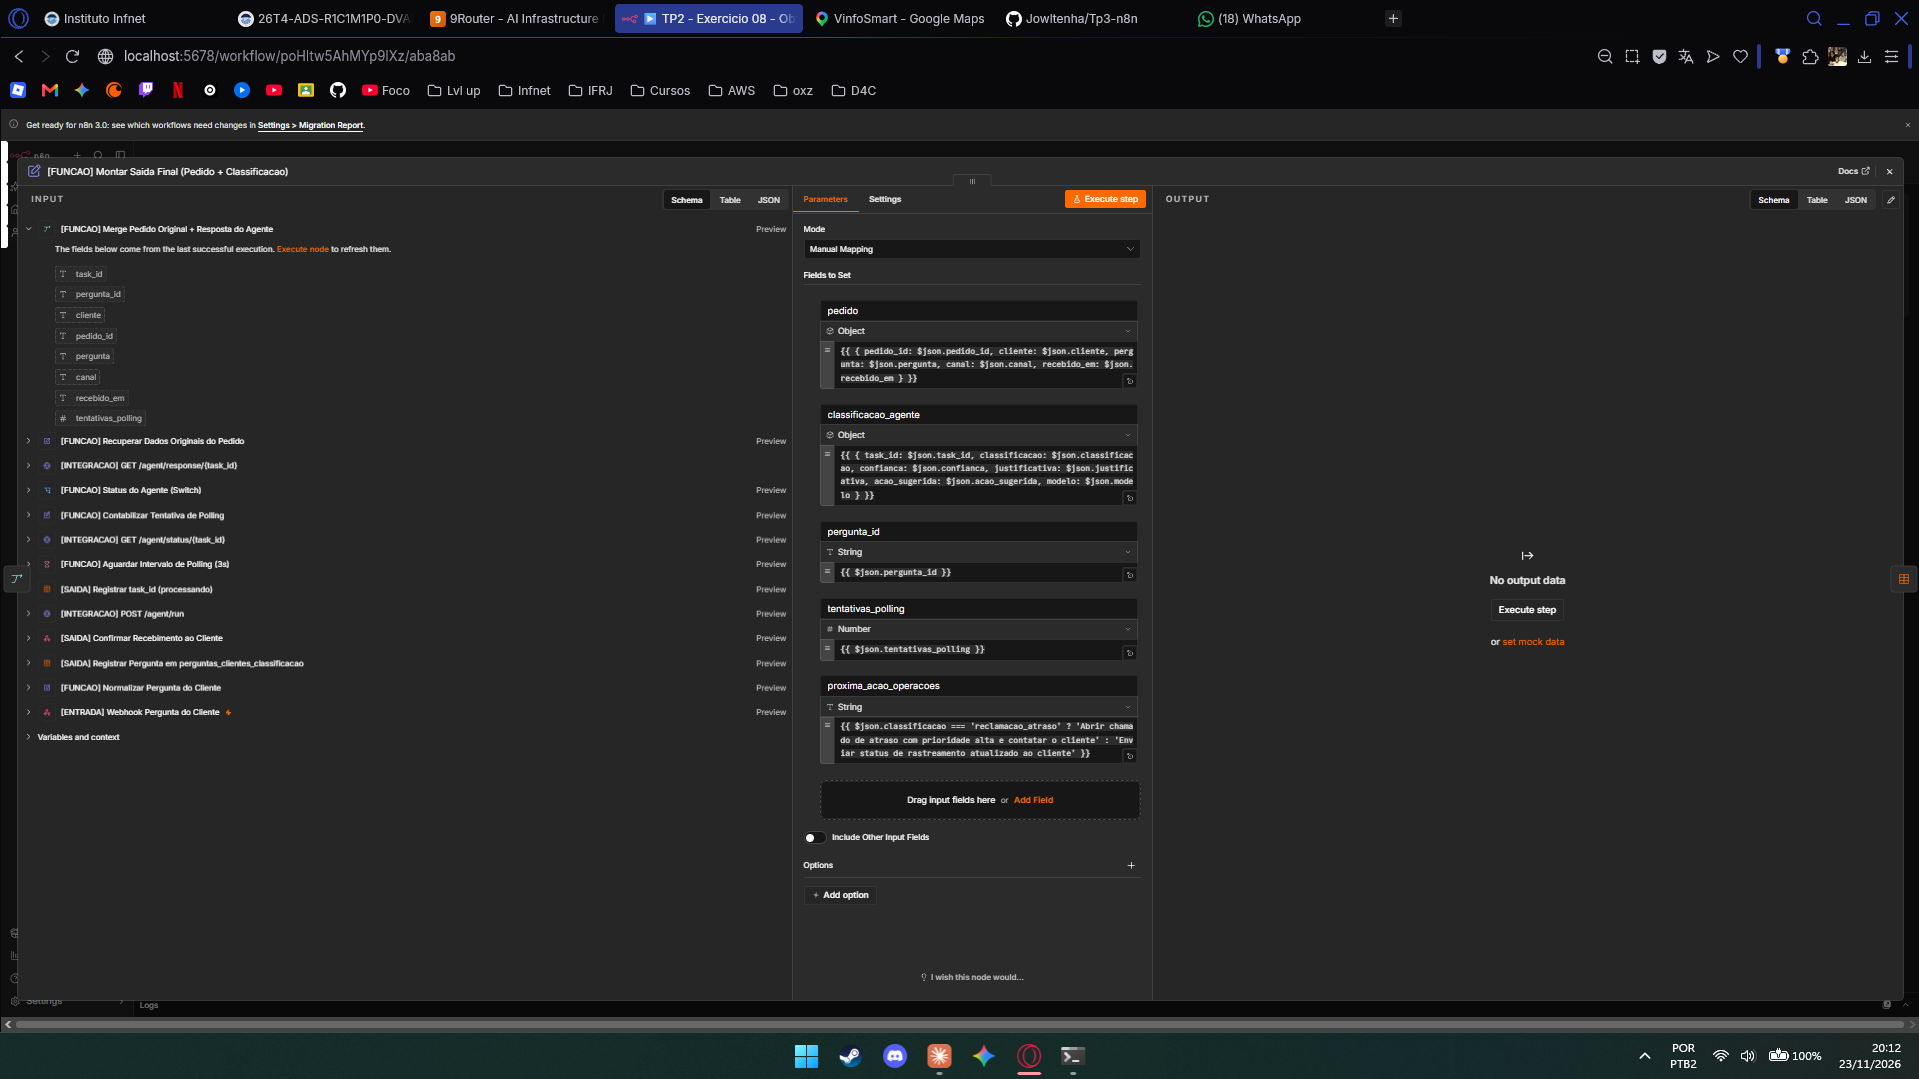 Instituto Infnet
26T4-ADS-R1C1M1P0-DVA
9Router - AI Infrastructure
TP2 - Exercicio 08 - Ob
VinfoSmart - Google Maps
Jowltenha/Tp3-n8n
(18) WhatsApp
localhost:5678/workflow/poHltw5AhMYp9lXz/aba8ab
Foco
Lvl up
Infnet
IFRJ
Cursos
AWS
oxz
D4C
Get ready for n8n 3.0: see which workflows need changes in Settings > Migration Report.
n8n
[FUNCAO] Montar Saida Final (Pedido + Classificacao)
Docs
INPUT
Schema
Table
JSON
[FUNCAO] Merge Pedido Original + Resposta do Agente
Preview
The fields below come from the last successful execution. Execute node to refresh them.
T task_id
T pergunta_id
T cliente
T pedido_id
T pergunta
T canal
T recebido_em
# tentativas_polling
[FUNCAO] Recuperar Dados Originais do Pedido
Preview
[INTEGRACAO] GET /agent/response/{task_id}
Preview
[FUNCAO] Status do Agente (Switch)
Preview
[FUNCAO] Contabilizar Tentativa de Polling
Preview
[INTEGRACAO] GET /agent/status/{task_id}
Preview
[FUNCAO] Aguardar Intervalo de Polling (3s)
Preview
[SAIDA] Registrar task_id (processando)
Preview
[INTEGRACAO] POST /agent/run
Preview
[SAIDA] Confirmar Recebimento ao Cliente
Preview
[SAIDA] Registrar Pergunta em perguntas_clientes_classificacao
Preview
[FUNCAO] Normalizar Pergunta do Cliente
Preview
[ENTRADA] Webhook Pergunta do Cliente
Preview
Variables and context
Parameters
Settings
Execute step
Mode
Manual Mapping
Fields to Set
pedido
Object
= {{ { pedido_id: $json.pedido_id, cliente: $json.cliente, perg
unta: $json.pergunta, canal: $json.canal, recebido_em: $json.
recebido_em } }}
classificacao_agente
Object
= {{ { task_id: $json.task_id, classificacao: $json.classificac
ao, confianca: $json.confianca, justificativa: $json.justific
ativa, acao_sugerida: $json.acao_sugerida, modelo: $json.mode
lo } }}
pergunta_id
T String
= {{ $json.pergunta_id }}
tentativas_polling
# Number
= {{ $json.tentativas_polling }}
proxima_acao_operacoes
T String
= {{ $json.classificacao === 'reclamacao_atraso' ? 'Abrir chama
do de atraso com prioridade alta e contatar o cliente' : 'Env
iar status de rastreamento atualizado ao cliente' }}
Drag input fields here or Add Field
Include Other Input Fields
Options
+ Add option
I wish this node would...
OUTPUT
Schema
Table
JSON
No output data
Execute step
or set mock data
Settings
Logs
POR
PTB2
100%
20:12
23/11/2026